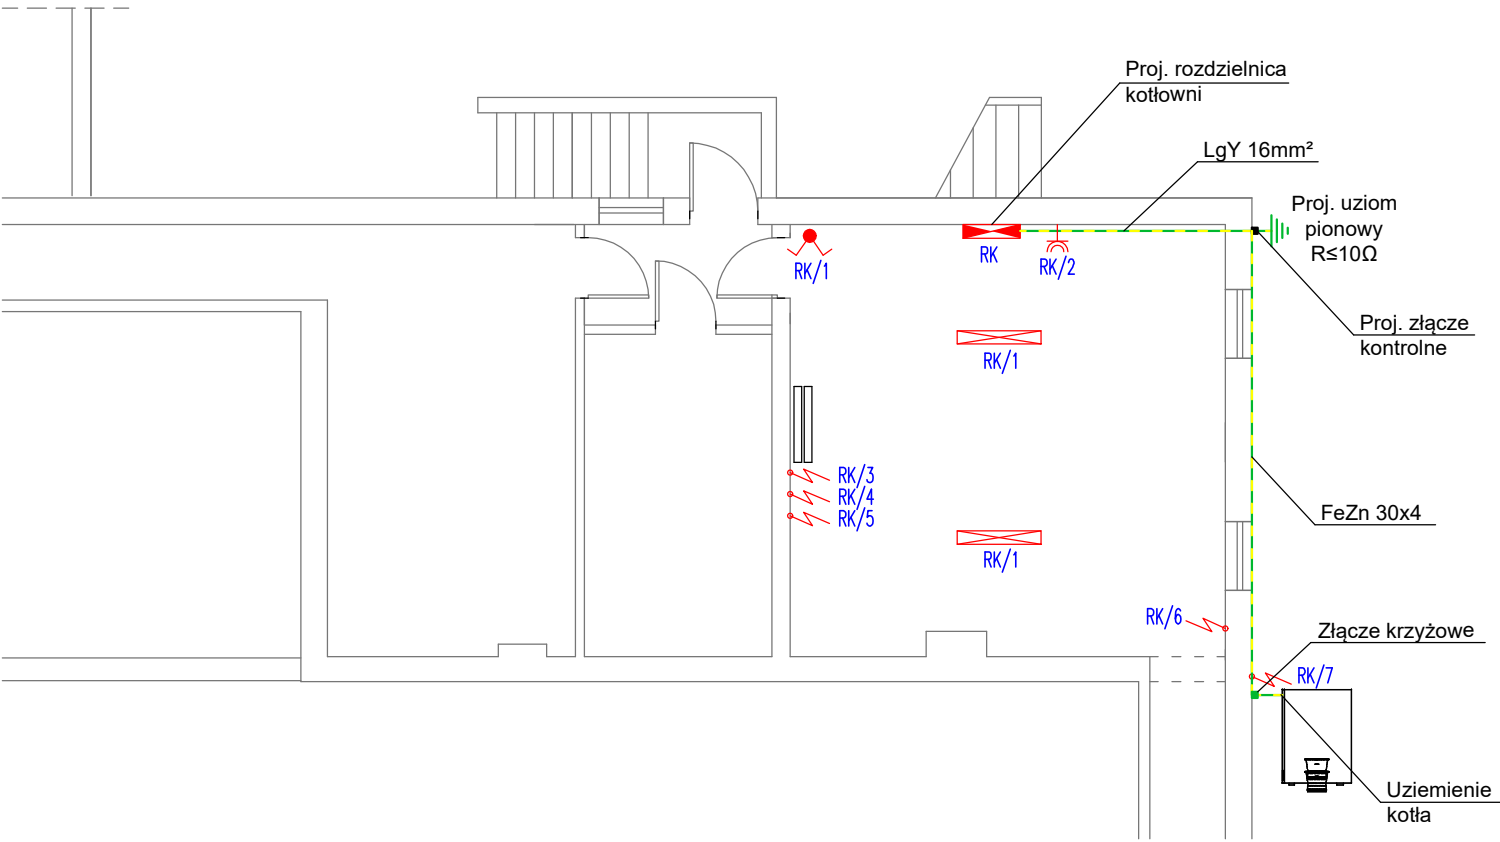 Proj. rozdzielnica
kotłowni
LgY 16mm²
Proj. uziom
pionowy
R≤10Ω
RK
RK/2
RK/1
Proj. złącze
kontrolne
RK/1
RK/3
RK/4
RK/5
FeZn 30x4
RK/1
RK/6
Złącze krzyżowe
RK/7
Uziemienie
kotła